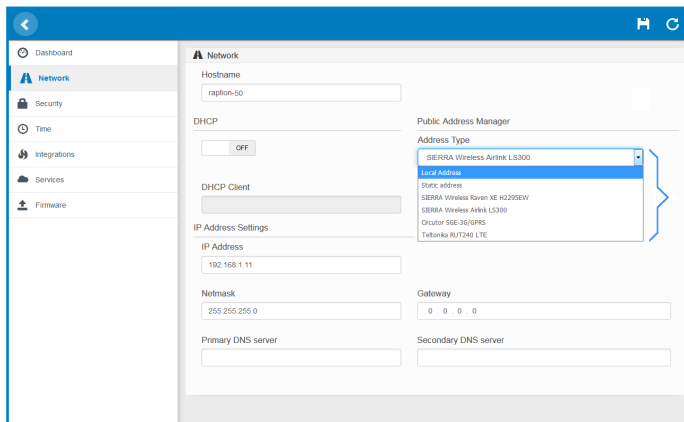 Dashboard
Network
Security
Time
Integrations
Services
Firmware
Network
Hostname
raption-50
DHCP
OFF
DHCP Client
Public Address Manager
Address Type
SIERRA Wireless Airlink LS300
Local Address
Static address
SIERRA Wireless Raven XE H2295EW
SIERRA Wireless Airlink LS300
Circutor SGE-3G/GPRS
Teltonika RUT240 LTE
IP Address Settings
IP Address
192.168.1.11
Netmask
255.255.255.0
Gateway
0 . 0 . 0 . 0
Primary DNS server
Secondary DNS server